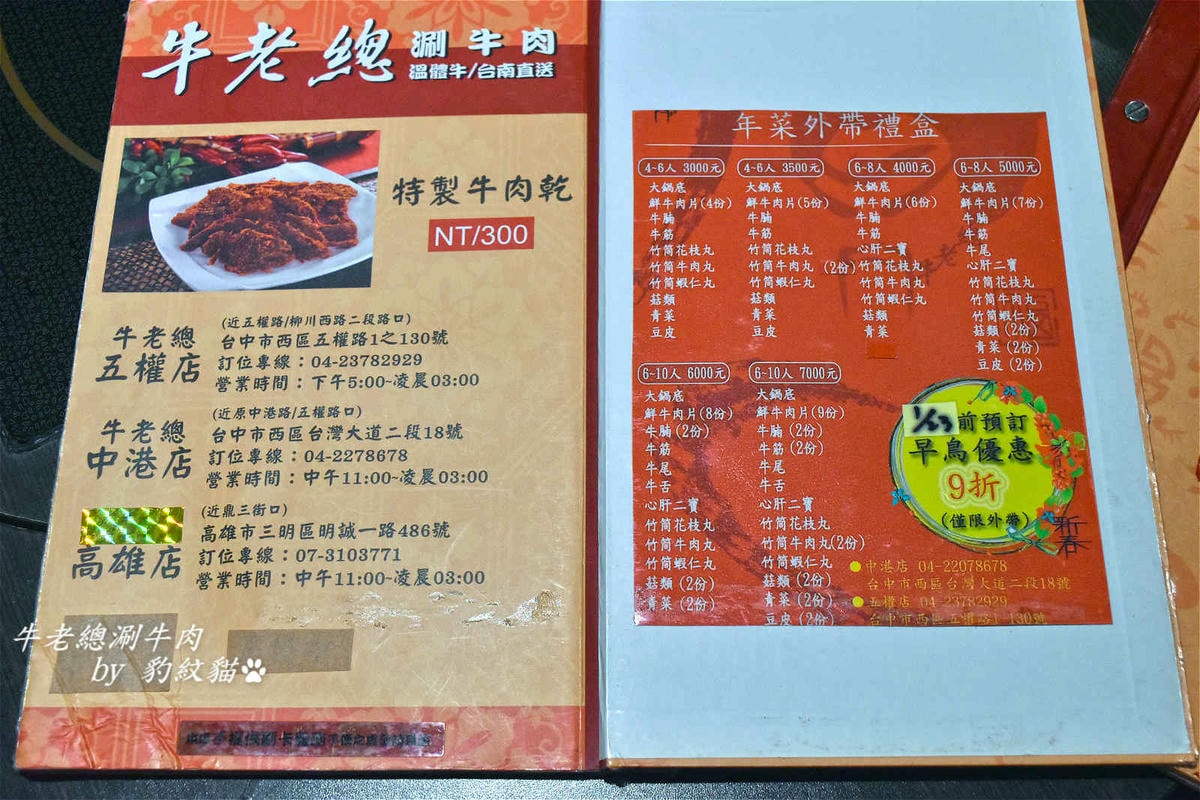 牛老總 涮牛肉
溫體牛/台南直送
特製牛肉乾
NT/300
(近五權路/柳川西路二段路口)
牛老總
五權店
台中市西區五權路1之130號
訂位專線：04-23782929
營業時間：下午5:00~凌晨03:00
(近原中港路/五權路口)
牛老總
中港店
台中市西區台灣大道二段18號
訂位專線：04-2278678
營業時間：中午11:00~凌晨03:00
(近鼎三街口)
高雄店
高雄市三明區明誠一路486號
訂位專線：07-3103771
營業時間：中午11:00~凌晨03:00
牛老總涮牛肉
by 豹紋貓
年菜外帶禮盒
4~6人 3000元
大鍋底
鮮牛肉片(4份)
牛腩
牛筋
竹筒花枝丸
竹筒牛肉丸
竹筒蝦仁丸
菇類
青菜
豆皮
4~6人 3500元
大鍋底
鮮牛肉片(5份)
牛腩
牛筋
竹筒花枝丸
竹筒牛肉丸 (2份)
竹筒蝦仁丸
菇類
青菜
豆皮
6~8人 4000元
大鍋底
鮮牛肉片(6份)
牛腩
牛筋
心肝二寶
竹筒花枝丸
竹筒牛肉丸
竹筒蝦仁丸
菇類
青菜
6~8人 5000元
大鍋底
鮮牛肉片(7份)
牛腩
牛筋
牛尾
心肝二寶
竹筒花枝丸
竹筒牛肉丸
竹筒蝦仁丸
菇類 (2份)
青菜 (2份)
豆皮 (2份)
6~10人 6000元
大鍋底
鮮牛肉片(8份)
牛腩 (2份)
牛筋
牛尾
牛舌
心肝二寶
竹筒花枝丸
竹筒牛肉丸
竹筒蝦仁丸
菇類 (2份)
青菜 (2份)
6~10人 7000元
大鍋底
鮮牛肉片(9份)
牛腩 (2份)
牛筋 (2份)
牛尾
牛舌
心肝二寶
竹筒花枝丸
竹筒牛肉丸(2份)
竹筒蝦仁丸
菇類 (2份)
青菜 (2份)
豆皮 (2份)
1/23前預訂
早鳥優惠
9折
(僅限外帶)
新春
中港店 04-22078678
台中市西區台灣大道二段18號
五權店 04-23782929
台中市西區五權路1-130號